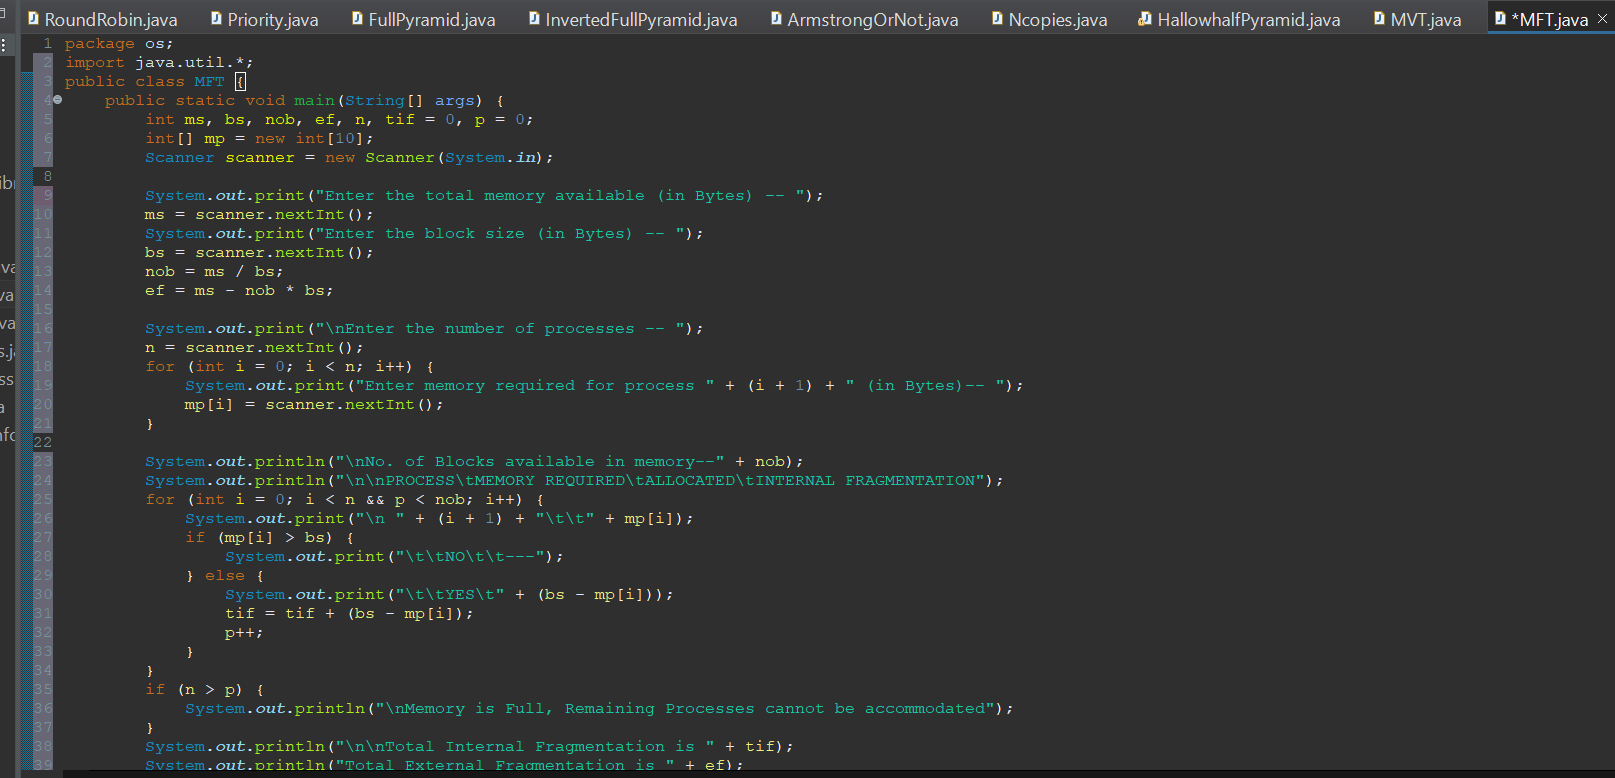 RoundRobin.java Priority.java FullPyramid.java InvertedFullPyramid.java ArmstrongOrNot.java Ncopies.java HallowhalfPyramid.java MVT.java *MFT.java
1 package os;
2 import java.util.*;
3 public class MFT {
4 public static void main(String[] args) {
5 int ms, bs, nob, ef, n, tif = 0, p = 0;
6 int[] mp = new int[10];
7 Scanner scanner = new Scanner(System.in);
8
9 System.out.print("Enter the total memory available (in Bytes) -- ");
10 ms = scanner.nextInt();
11 System.out.print("Enter the block size (in Bytes) -- ");
12 bs = scanner.nextInt();
13 nob = ms / bs;
14 ef = ms - nob * bs;
15
16 System.out.print("\nEnter the number of processes -- ");
17 n = scanner.nextInt();
18 for (int i = 0; i < n; i++) {
19 System.out.print("Enter memory required for process " + (i + 1) + " (in Bytes)-- ");
20 mp[i] = scanner.nextInt();
21 }
22
23 System.out.println("\nNo. of Blocks available in memory--" + nob);
24 System.out.println("\n\nPROCESS\tMEMORY REQUIRED\tALLOCATED\tINTERNAL FRAGMENTATION");
25 for (int i = 0; i < n && p < nob; i++) {
26 System.out.print("\n " + (i + 1) + "\t\t" + mp[i]);
27 if (mp[i] > bs) {
28 System.out.print("\t\tNO\t\t---");
29 } else {
30 System.out.print("\t\tYES\t" + (bs - mp[i]));
31 tif = tif + (bs - mp[i]);
32 p++;
33 }
34 }
35 if (n > p) {
36 System.out.println("\nMemory is Full, Remaining Processes cannot be accommodated");
37 }
38 System.out.println("\n\nTotal Internal Fragmentation is " + tif);
39 System.out.println("Total External Fragmentation is " + ef);